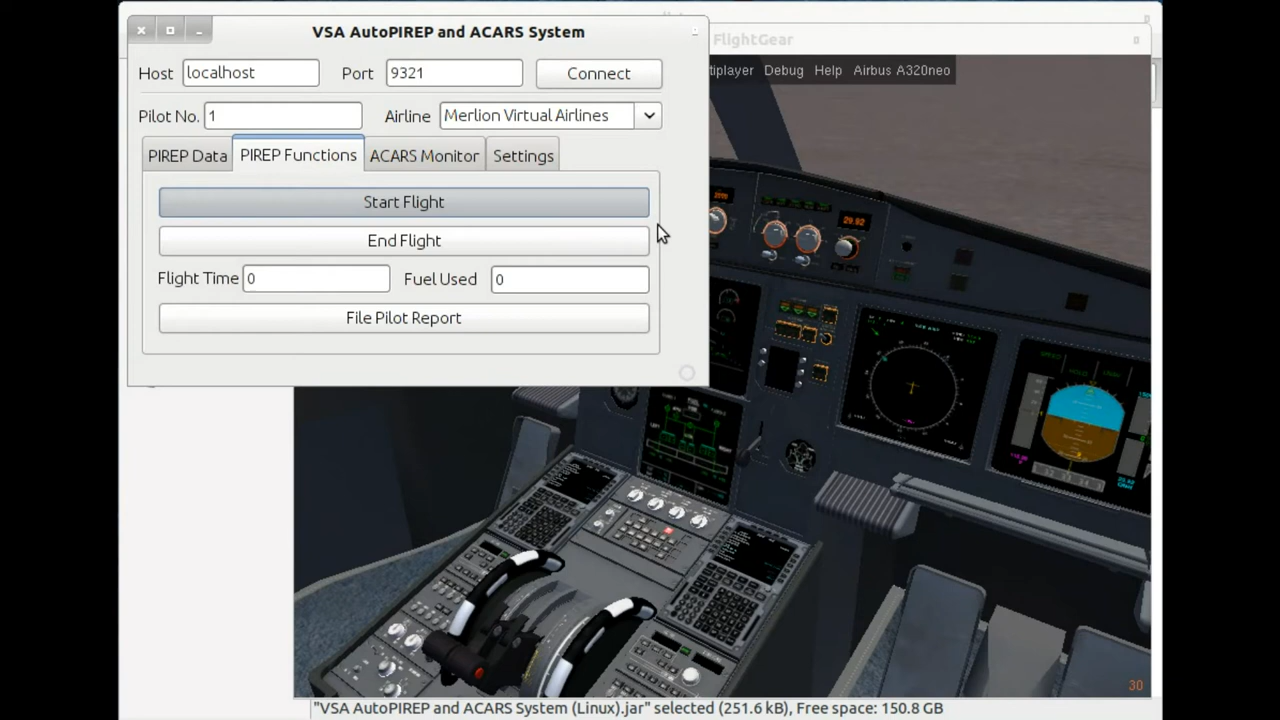 VSA AutoPIREP and ACARS System
FlightGear
Host localhost Port 9321 Connect
tiplayer Debug Help Airbus A320neo
Pilot No. 1 Airline Merlion Virtual Airlines
PIREP Data PIREP Functions ACARS Monitor Settings
Start Flight
29.92
End Flight
Flight Time 0 Fuel Used 0
File Pilot Report
30
"VSA AutoPIREP and ACARS System (Linux).jar" selected (251.6 kB), Free space: 150.8 GB